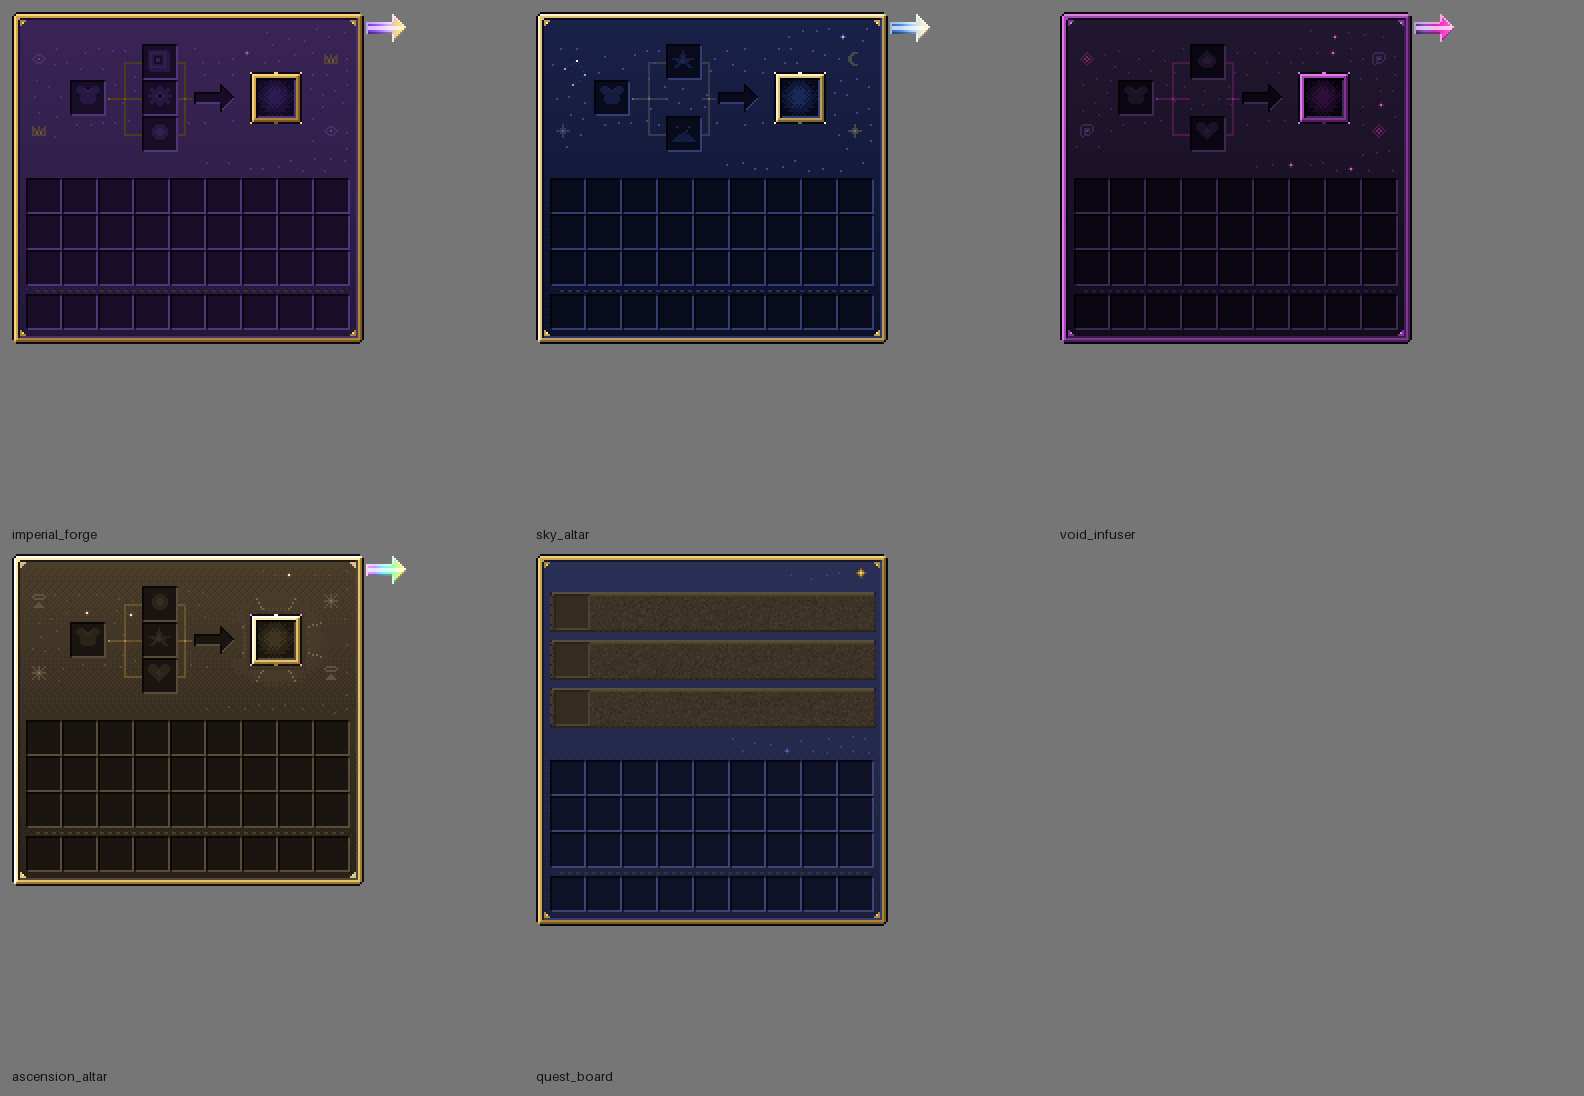 imperial_forge
sky_altar
void_infuser
ascension_altar
quest_board